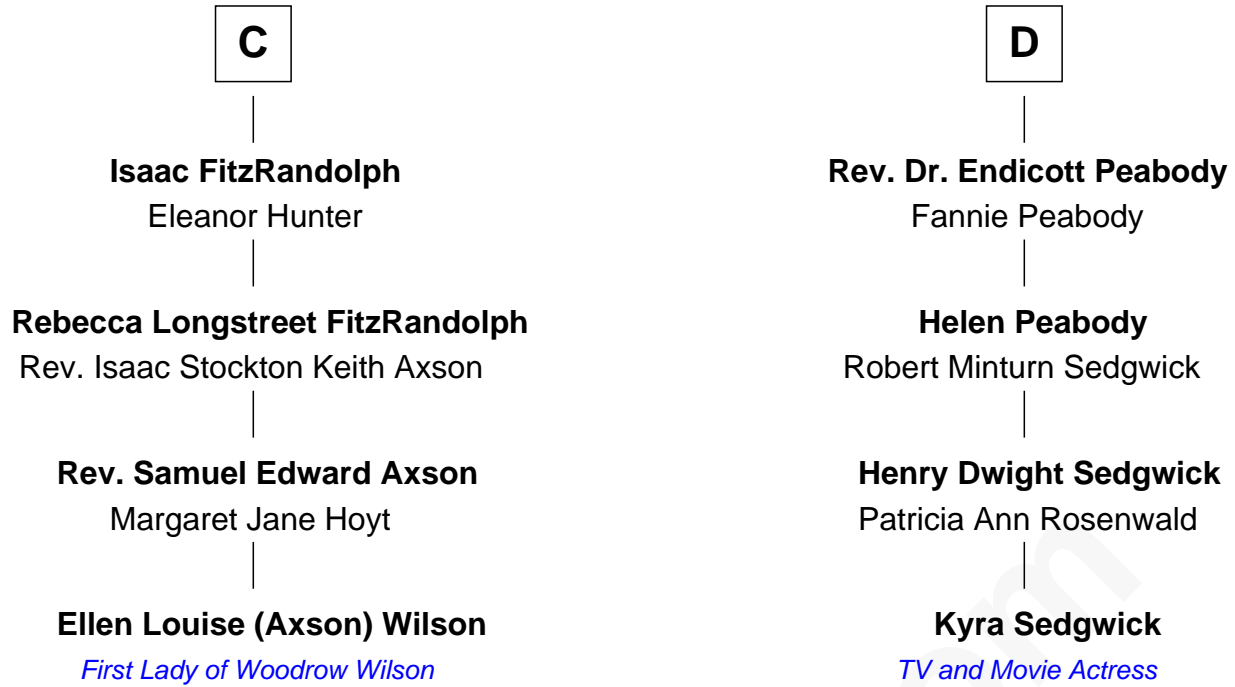 C
Isaac FitzRandolph
Eleanor Hunter
Rebecca Longstreet FitzRandolph
Rev. Isaac Stockton Keith Axson
Rev. Samuel Edward Axson
Margaret Jane Hoyt
Ellen Louise (Axson) Wilson
First Lady of Woodrow Wilson
D
Rev. Dr. Endicott Peabody
Fannie Peabody
Helen Peabody
Robert Minturn Sedgwick
Henry Dwight Sedgwick
Patricia Ann Rosenwald
Kyra Sedgwick
TV and Movie Actress